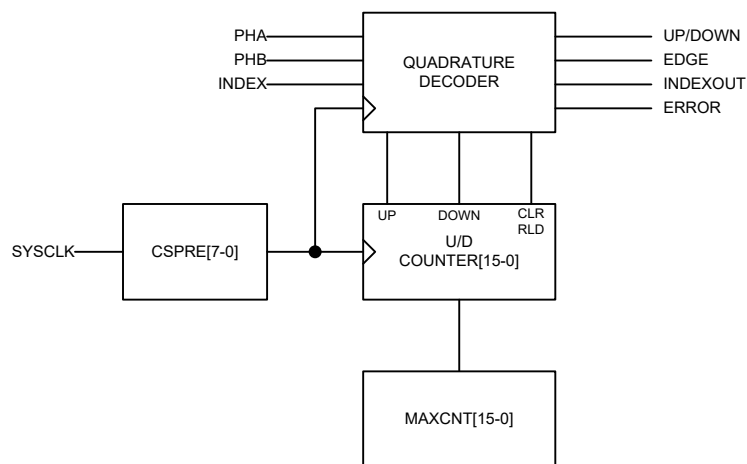 PHA
PHB
INDEX
QUADRATURE
DECODER
UP/DOWN
EDGE
INDEXOUT
ERROR
SYSCLK
CSPRE[7-0]
UP
DOWN
CLR
RLD
U/D
COUNTER[15-0]
MAXCNT[15-0]